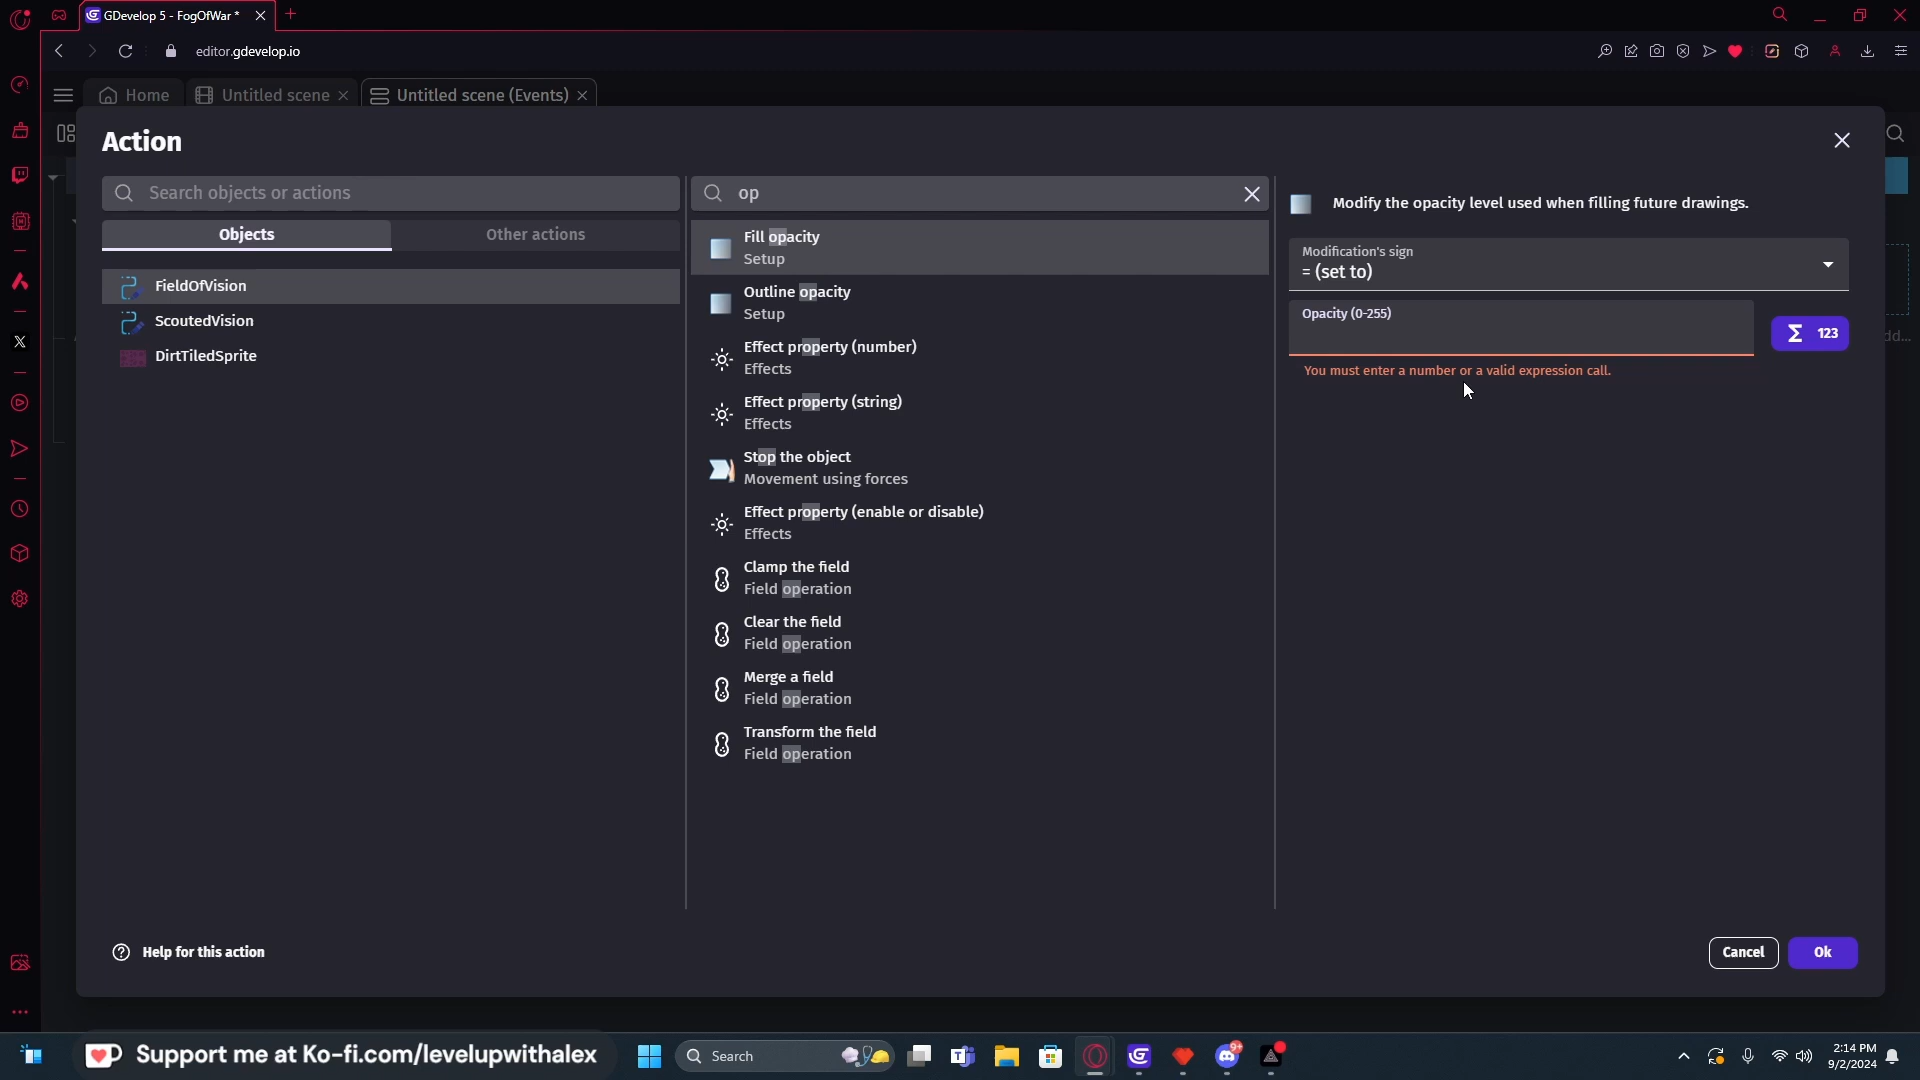 GDevelop 5 - FogOfWar *
editor.gdevelop.io
Home
Untitled scene
Untitled scene (Events)
Action
Search objects or actions
op
Objects
Other actions
FieldOfVision
ScoutedVision
DirtTiledSprite
Fill opacity
Setup
Outline opacity
Setup
Effect property (number)
Effects
Effect property (string)
Effects
Stop the object
Movement using forces
Effect property (enable or disable)
Effects
Clamp the field
Field operation
Clear the field
Field operation
Merge a field
Field operation
Transform the field
Field operation
Modify the opacity level used when filling future drawings.
Modification's sign
= (set to)
Opacity (0-255)
Σ 123
You must enter a number or a valid expression call.
dd...
Help for this action
Cancel
Ok
Support me at Ko-fi.com/levelupwithalex
Search
9+
2:14 PM
9/2/2024